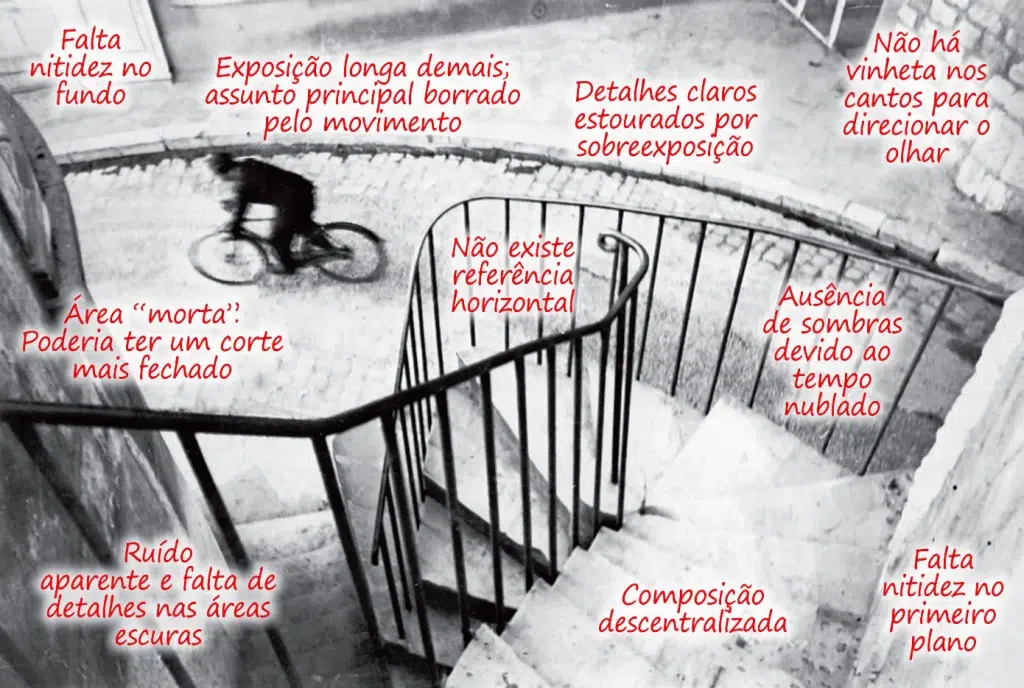 Falta
nitidez no
fundo
Exposição longa demais;
assunto principal borrado
pelo movimento
Detalhes claros
estourados por
sobreexposição
Não há
vinheta nos
cantos para
direcionar o
olhar
Não existe
referência
horizontal
Área “morta”!
Poderia ter um corte
mais fechado
Ausência
de sombras
devido ao
tempo
nublado
Ruído
aparente e falta de
detalhes nas áreas
escuras
Composição
descentralizada
Falta
nitidez no
primeiro
plano